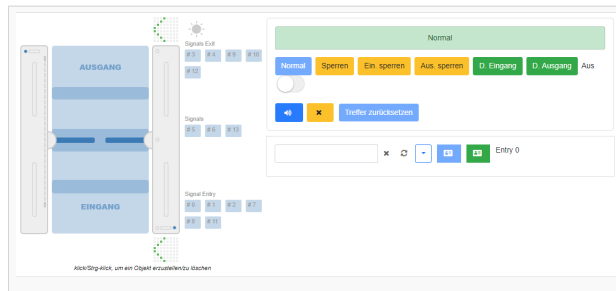 AUSGANG
EINGANG
Signals Exit
# 3 # 4 # 9 # 10
# 12
Signals
# 5 # 6 # 13
Signal Entry
# 0 # 1 # 2 # 7
# 8 # 11
klick/Strg-klick, um ein Objekt erzustellen/zu löschen
Normal
Normal Sperren Ein. sperren Aus. sperren D. Eingang D. Ausgang Aus
Treffer zurücksetzen
Entry 0